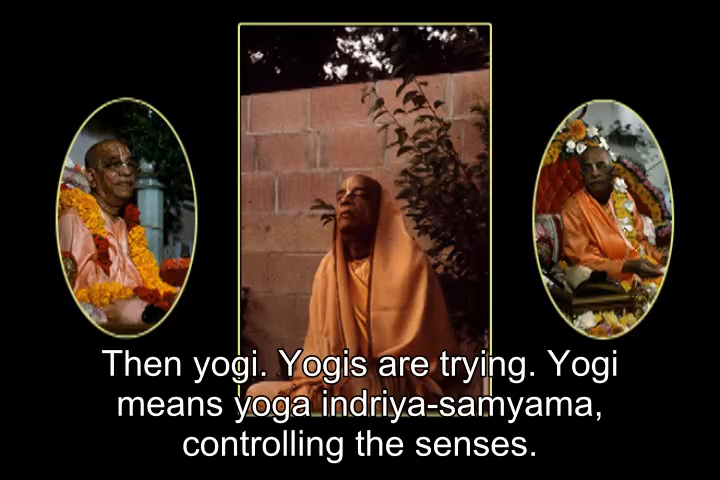 Then yogi. Yogis are trying. Yogi
means yoga indriya-samyama,
controlling the senses.